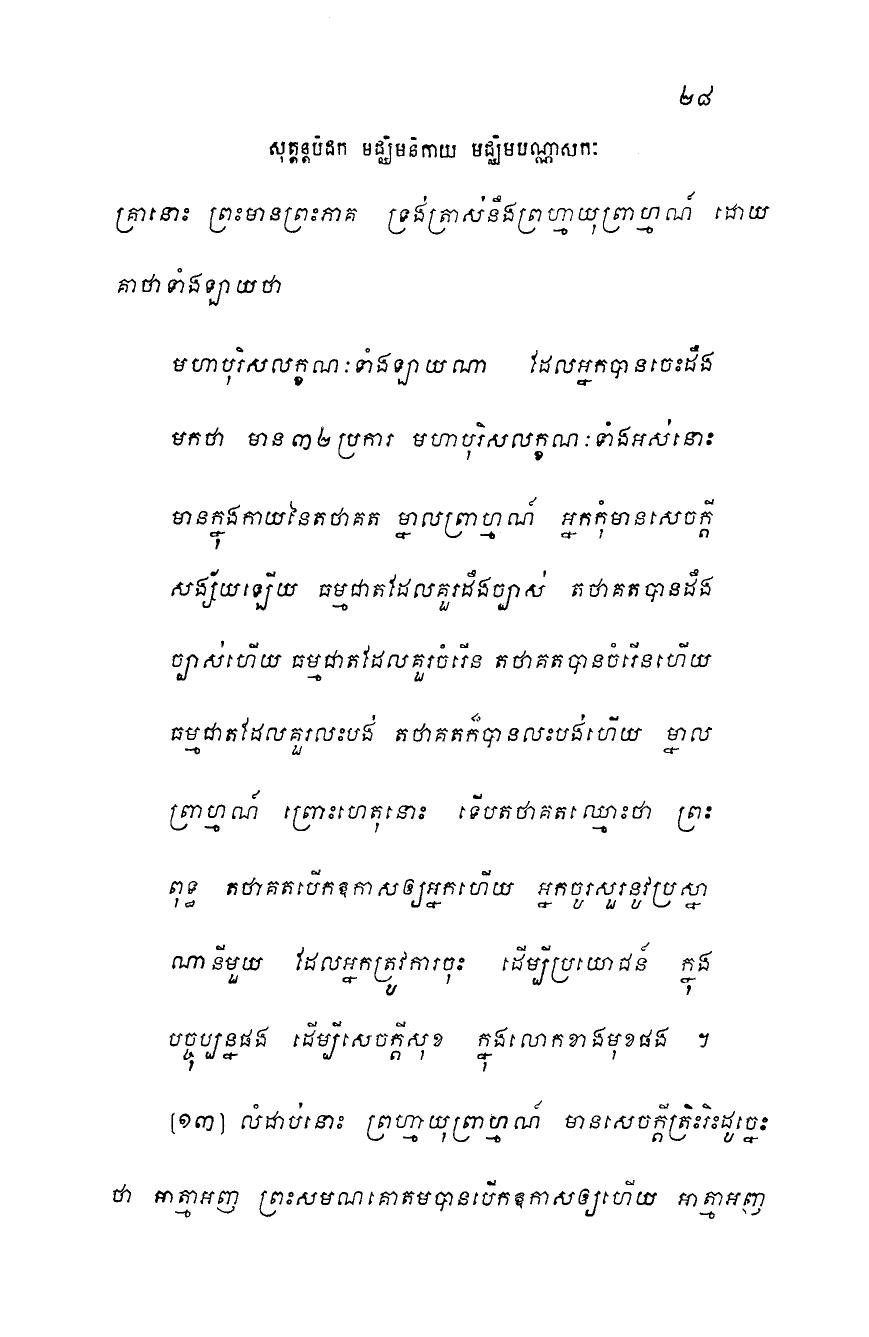 ២៨
សុត្តន្តបិដក មជ្ឈិមនិកាយ មជ្ឈិមបណ្ណាសកៈ
គ្រានោះ ព្រះមានព្រះភាគ ទ្រង់ត្រាស់នឹងព្រហ្មាយុព្រាហ្មណ៍ ដោយ
គាថាទាំងឡាយថា
មហាបុរិសលក្ខណៈទាំងឡាយណា ដែលអ្នកបានចេះដឹង
មកថា មាន៣២ប្រការ មហាបុរិសលក្ខណៈទាំងអស់នោះ
មានក្នុងកាយនៃតថាគត ម្នាលព្រាហ្មណ៍ អ្នកកុំមានសេចក្តី
សង្ស័យឡើយ ធម្មជាតដែលគួរដឹងច្បាស់ តថាគតបានដឹង
ច្បាស់ហើយ ធម្មជាតដែលគួរចំរើន តថាគតបានចំរើនហើយ
ធម្មជាតដែលគួរលះបង់ តថាគតក៏បានលះបង់ហើយ ម្នាល
ព្រាហ្មណ៍ ព្រោះហេតុនោះ ទើបតថាគតឈ្មោះថា ព្រះ
ពុទ្ធ តថាគតបើកឱកាសឲ្យអ្នកហើយ អ្នកចូរសួរនូវប្រស្នា
ណានីមួយ ដែលអ្នកត្រូវការចុះ ដើម្បីប្រយោជន៍ ក្នុង
បច្ចុប្បន្នផង ដើម្បីសេចក្តីសុខ ក្នុងលោកខាងមុខផង ។
[១៣] លំដាប់នោះ ព្រហ្មាយុព្រាហ្មណ៍ មានសេចក្តីត្រិះរិះដូច្នេះ
ថា អាត្មាអញ ព្រះសមណគោតមបានបើកឱកាសឲ្យហើយ អាត្មាអញ